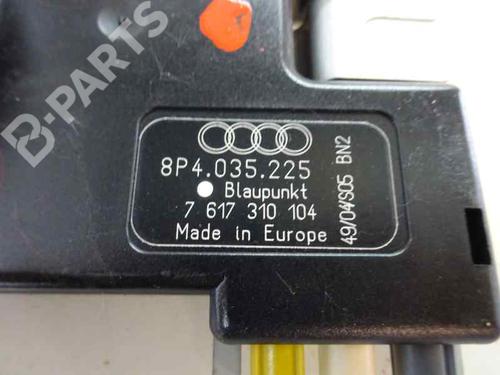 B-PARTS
8P4.035.225
Blaupunkt
7 617 310 104
Made in Europe
49/04/S05 BN2